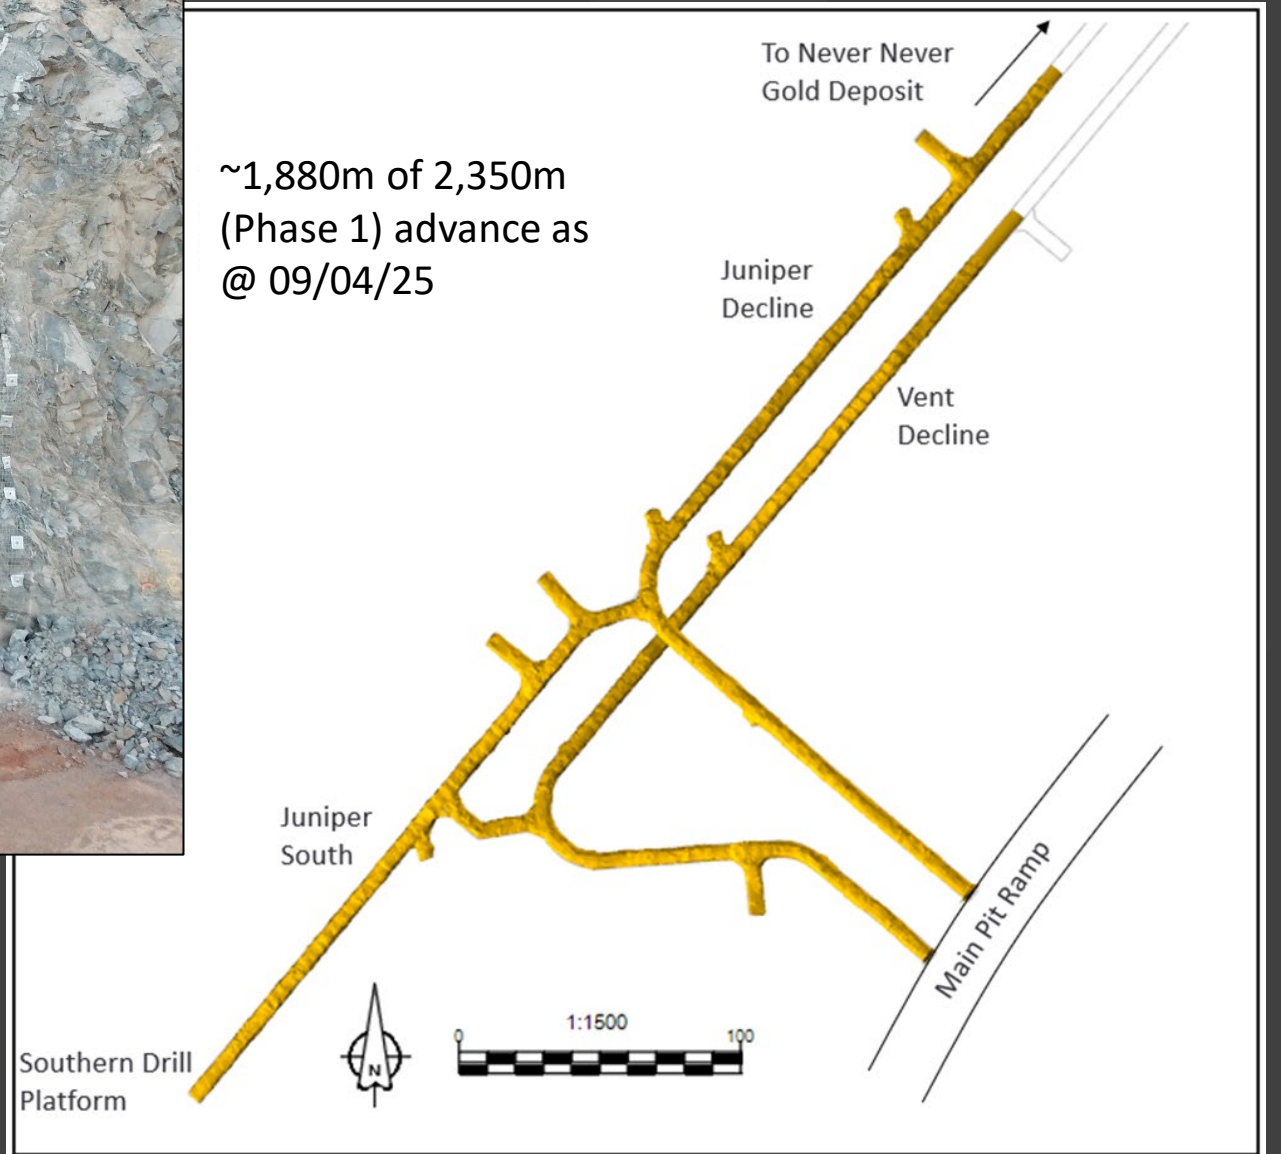 To Never Never
Gold Deposit
~1,880m of 2,350m
(Phase 1) advance as
@ 09/04/25
Juniper
Decline
Vent
Decline
Juniper
South
Main Pit Ramp
Southern Drill
Platform
N
1:1500
0
100